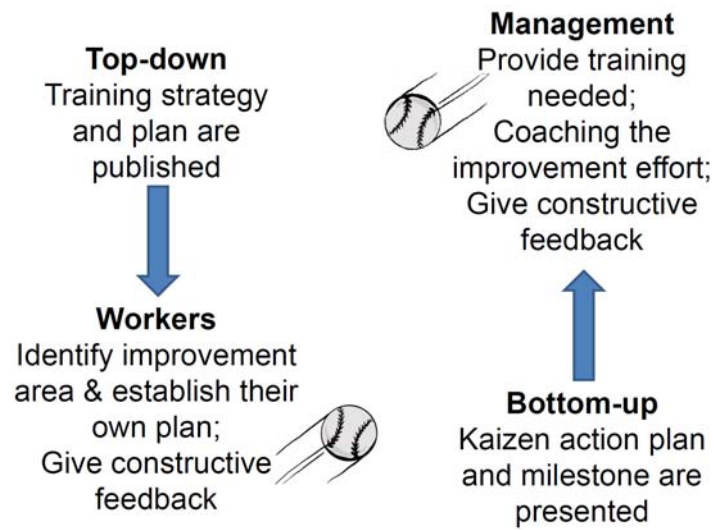 Top-down
Training strategy
and plan are
published
Workers
Identify improvement
area & establish their
own plan;
Give constructive
feedback
Management
Provide training
needed;
Coaching the
improvement effort;
Give constructive
feedback
Bottom-up
Kaizen action plan
and milestone are
presented